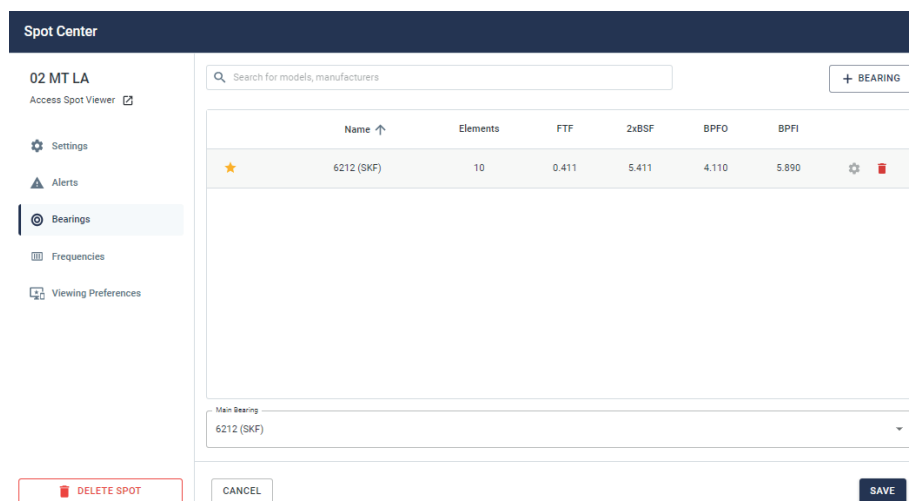 Spot Center
02 MT LA
Access Spot Viewer
Settings
Alerts
Bearings
Frequencies
Viewing Preferences
DELETE SPOT
Search for models, manufacturers
+ BEARING
Name Elements FTF 2xBSF BPFO BPFI
6212 (SKF) 10 0.411 5.411 4.110 5.890
Main Bearing
6212 (SKF)
CANCEL SAVE